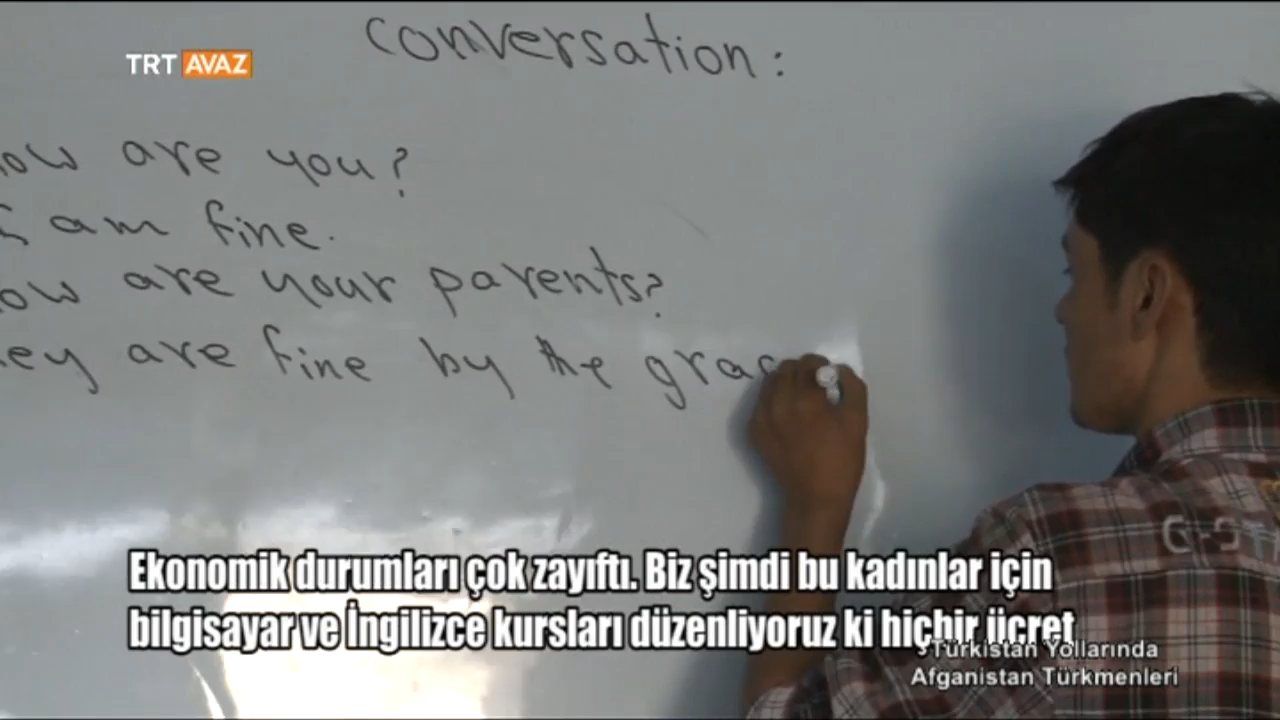 conversation:
TRT AVAZ
ow are you?
I am fine.
ow are your parents?
ey are fine by the grac
Ekonomik durumları çok zayıftı. Biz şimdi bu kadınlar için
bilgisayar ve İngilizce kursları düzenliyoruz ki hiçbir ücret
Türkistan Yollarında
Afganistan Türkmenleri